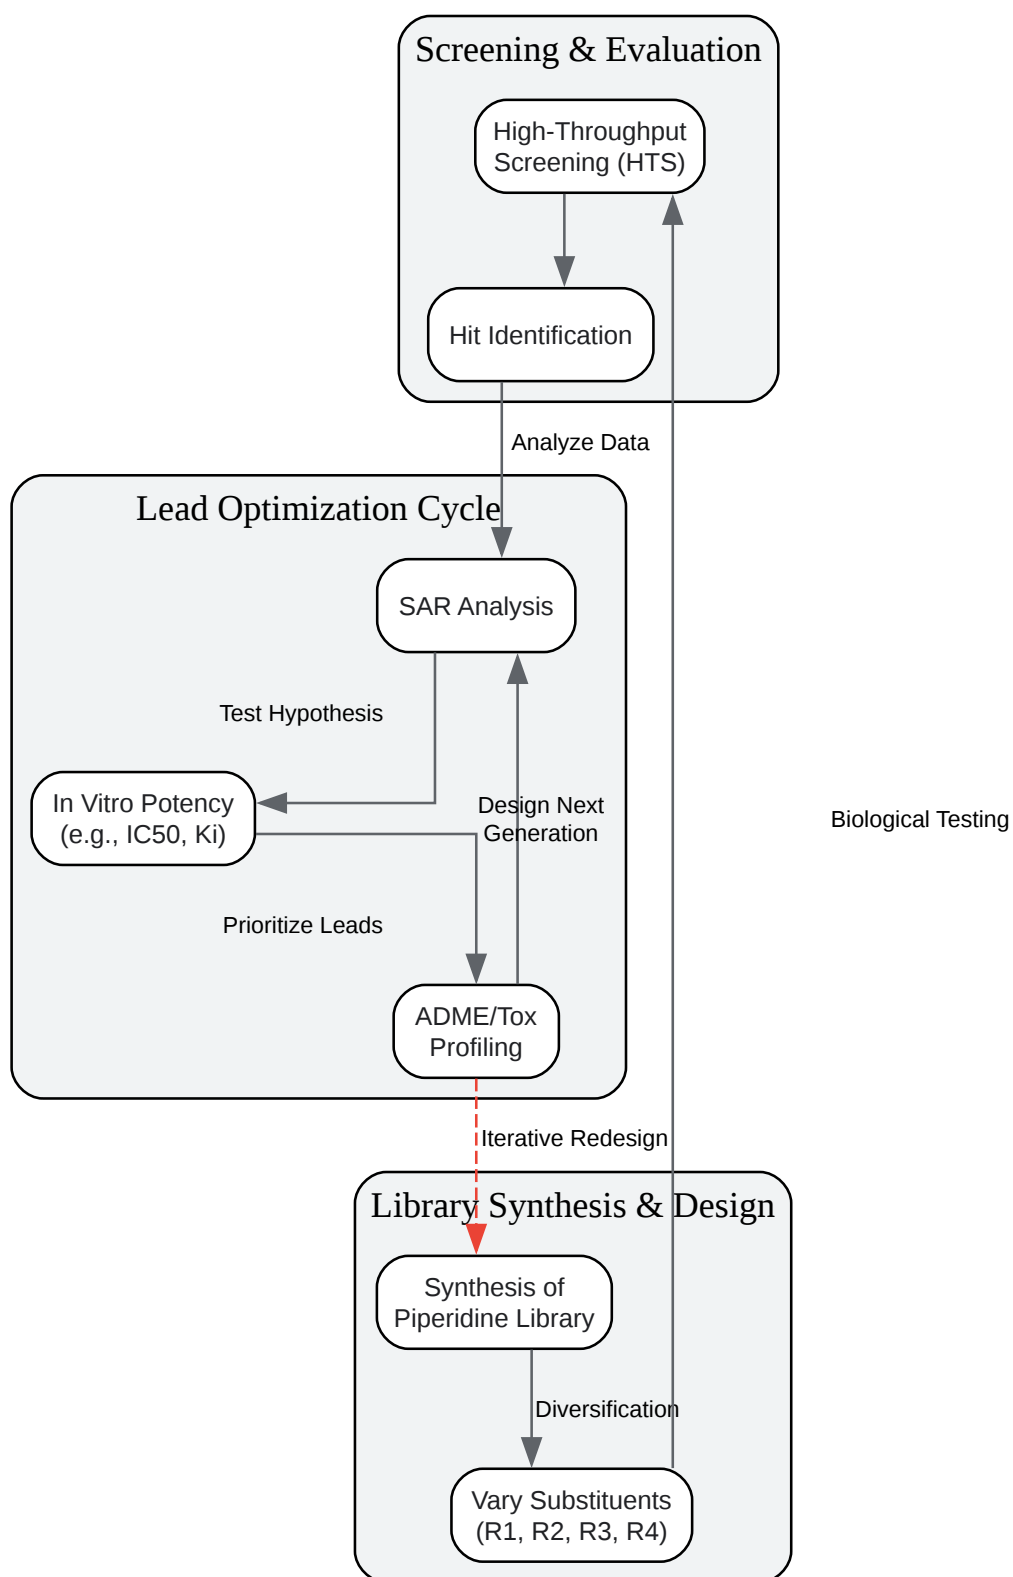 Screening & Evaluation
High-Throughput
Screening (HTS)
Hit Identification
Analyze Data
Lead Optimization Cycle
SAR Analysis
Test Hypothesis
In Vitro Potency
(e.g., IC50, Ki)
Design Next
Generation
Biological Testing
Prioritize Leads
ADME/Tox
Profiling
Iterative Redesign
Library Synthesis & Design
Synthesis of
Piperidine Library
Diversification
Vary Substituents
(R1, R2, R3, R4)